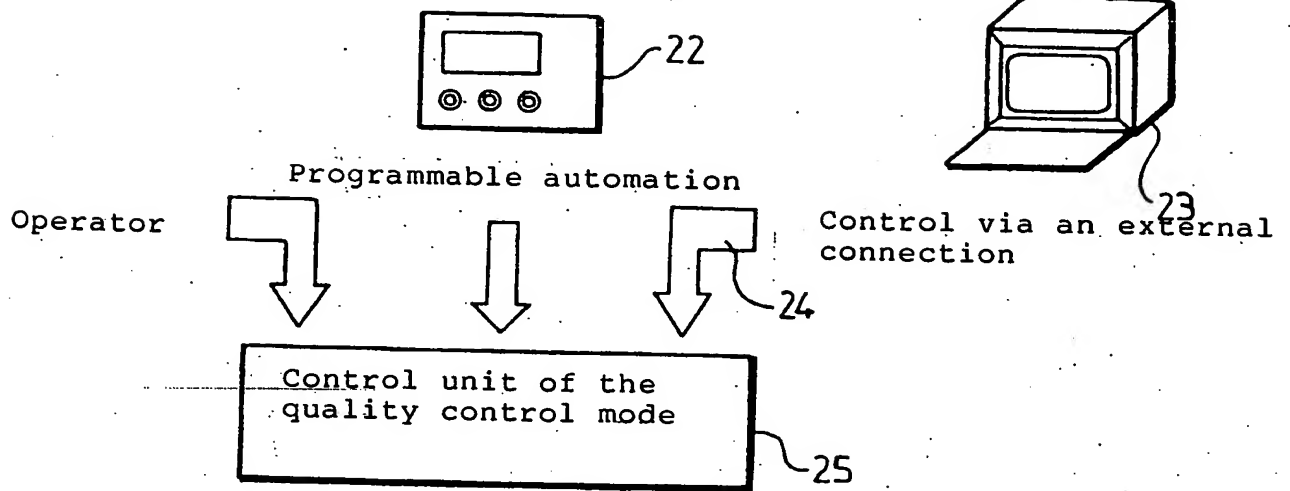 22
Programmable automation
Operator
23
Control via an external
connection
24
Control unit of the
quality control mode
25